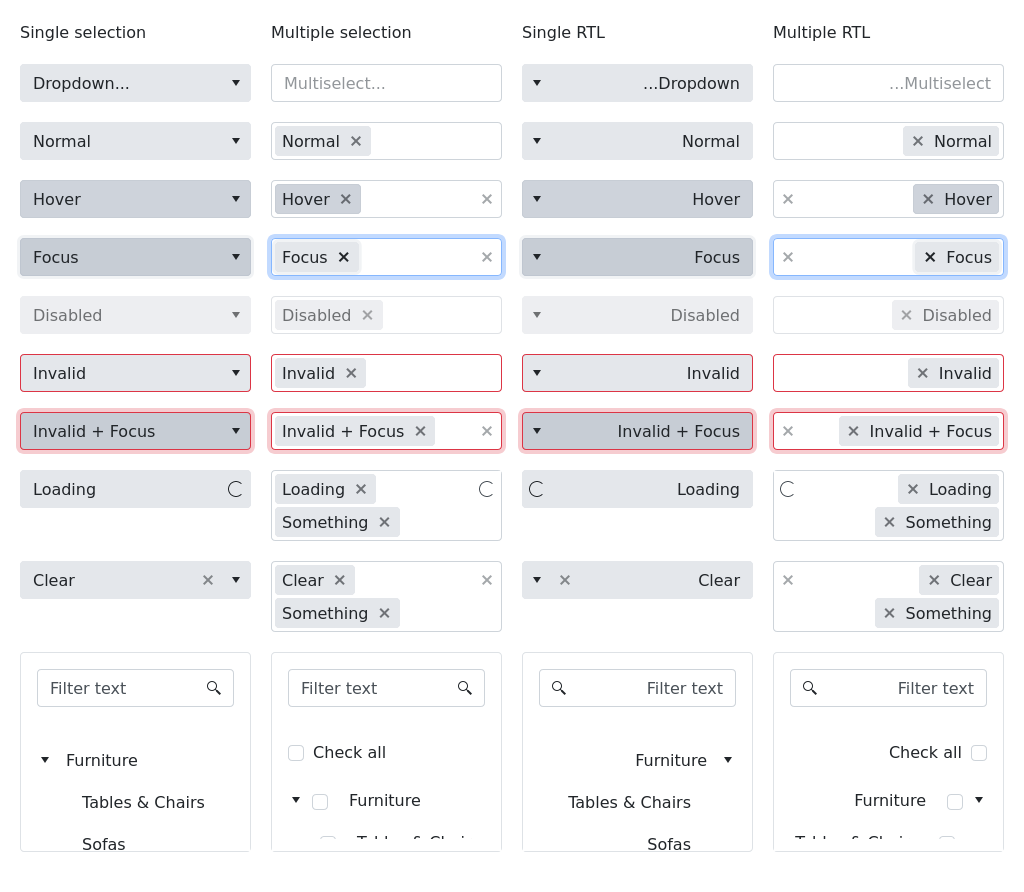 Single selection Multiple selection Single RTL Multiple RTL
Dropdown... Multiselect... ...Dropdown ...Multiselect
Normal Normal Normal Normal
Hover Hover Hover Hover
Focus Focus Focus Focus
Disabled Disabled Disabled Disabled
Invalid Invalid Invalid Invalid
Invalid + Focus Invalid + Focus Invalid + Focus Invalid + Focus
Loading Loading Loading Loading
Something Something
Clear Clear Clear Clear
Something Something
Filter text Filter text Filter text Filter text
Check all Check all
Furniture Furniture
Furniture Furniture
Tables & Chairs Tables & Chairs
Sofas Sofas